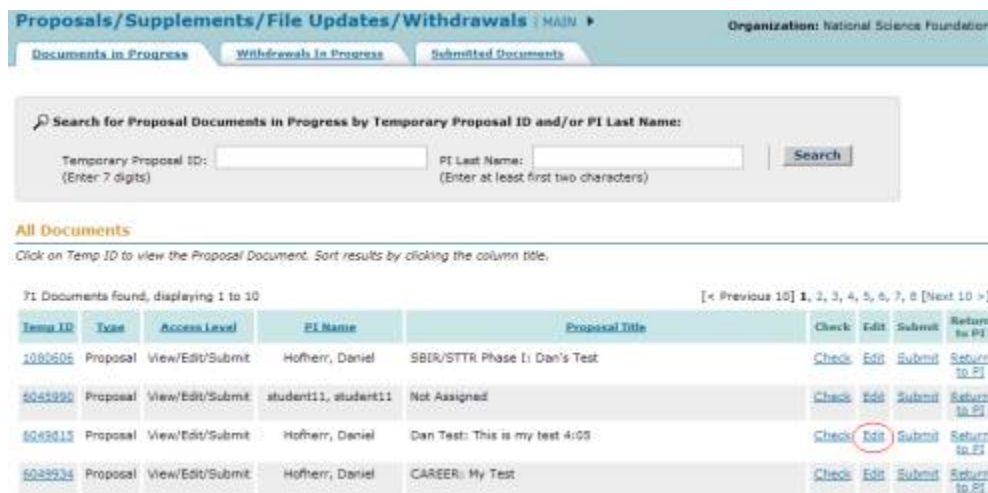 Proposals/Supplements/File Updates/Withdrawals | MAIN
Organization: National Science Foundation
Documents in Progress Withdrawals In Progress Submitted Documents
Search for Proposal Documents in Progress by Temporary Proposal ID and/or PI Last Name:
Temporary Proposal ID: PI Last Name: Search
(Enter 7 digits) (Enter at least first two characters)
All Documents
Click on Temp ID to view the Proposal Document. Sort results by clicking the column title.
71 Documents found, displaying 1 to 10 [< Previous 10] 1, 2, 3, 4, 5, 6, 7, 8 [Next 10 >]
Temp ID Type Access Level PI Name Proposal Title Check Edit Submit Return to PI
1080606 Proposal View/Edit/Submit Hofherr, Daniel SBIR/STTR Phase I: Dan's Test Check Edit Submit Return to PI
6045990 Proposal View/Edit/Submit student11, student11 Not Assigned Check Edit Submit Return to PI
6049815 Proposal View/Edit/Submit Hofherr, Daniel Dan Test: This is my test 4:05 Check Edit Submit Return to PI
6049934 Proposal View/Edit/Submit Hofherr, Daniel CAREER: My Test Check Edit Submit Return to PI